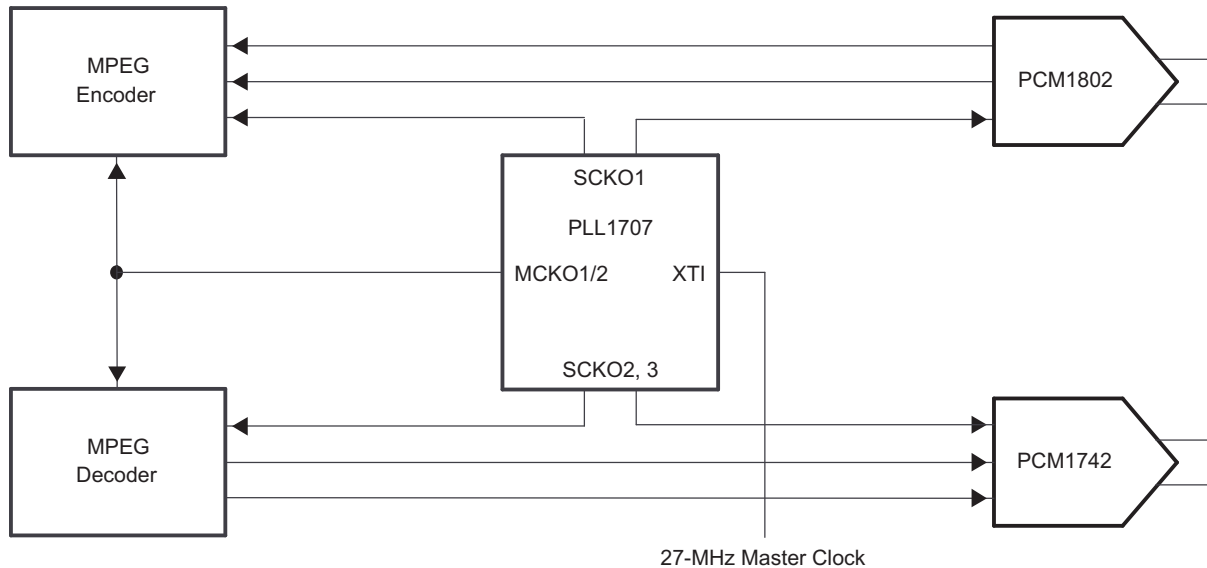 MPEG
Encoder
PCM1802
SCKO1
PLL1707
MCKO1/2
XTI
SCKO2, 3
MPEG
Decoder
PCM1742
27-MHz Master Clock